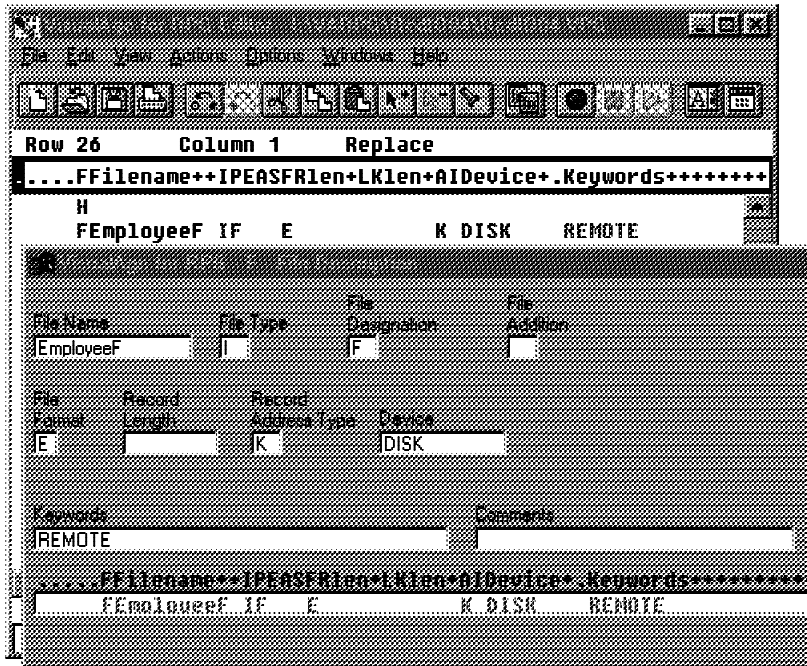 File Edit View Actions Options Windows Help
Row 26 Column 1 Replace
.....FFilename++IPEASFRlen+LKlen+AIDevice+.Keywords++++++++
H
FEmployeeF IF E K DISK REMOTE
File Name File Type File Designation File Addition
EmployeeF I F
File Format Record Length Record Address Type Device
E K DISK
Keywords Comments
REMOTE
.....FFilename++IPEASFRlen+LKlen+AIDevice+.Keywords+++++++++
FEmployeeF IF E K DISK REMOTE